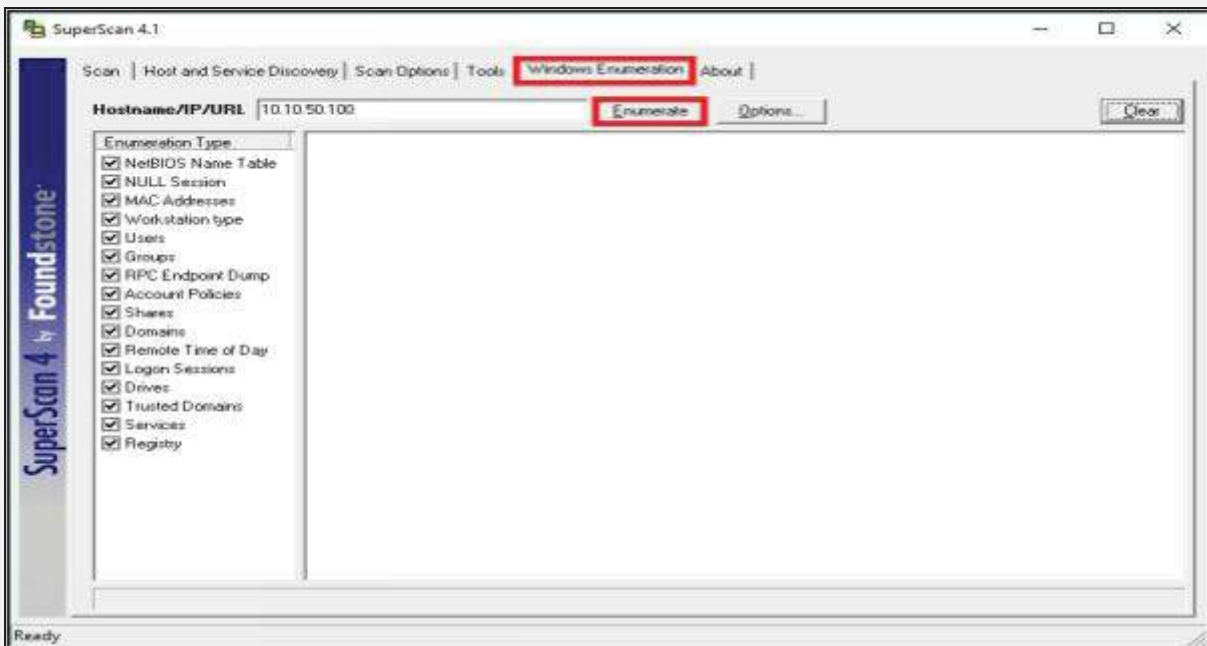 SuperScan 4.1
Scan | Host and Service Discovery | Scan Options | Tools Windows Enumeration About |
Hostname/IP/URL 10.10.50.100 Enumerate Options... Clear
Enumeration Type
NetBIOS Name Table
NULL Session
MAC Addresses
Workstation type
Users
Groups
RPC Endpoint Dump
Account Policies
Shares
Domains
Remote Time of Day
Logon Sessions
Drives
Trusted Domains
Services
Registry
SuperScan 4 by Foundstone
Ready